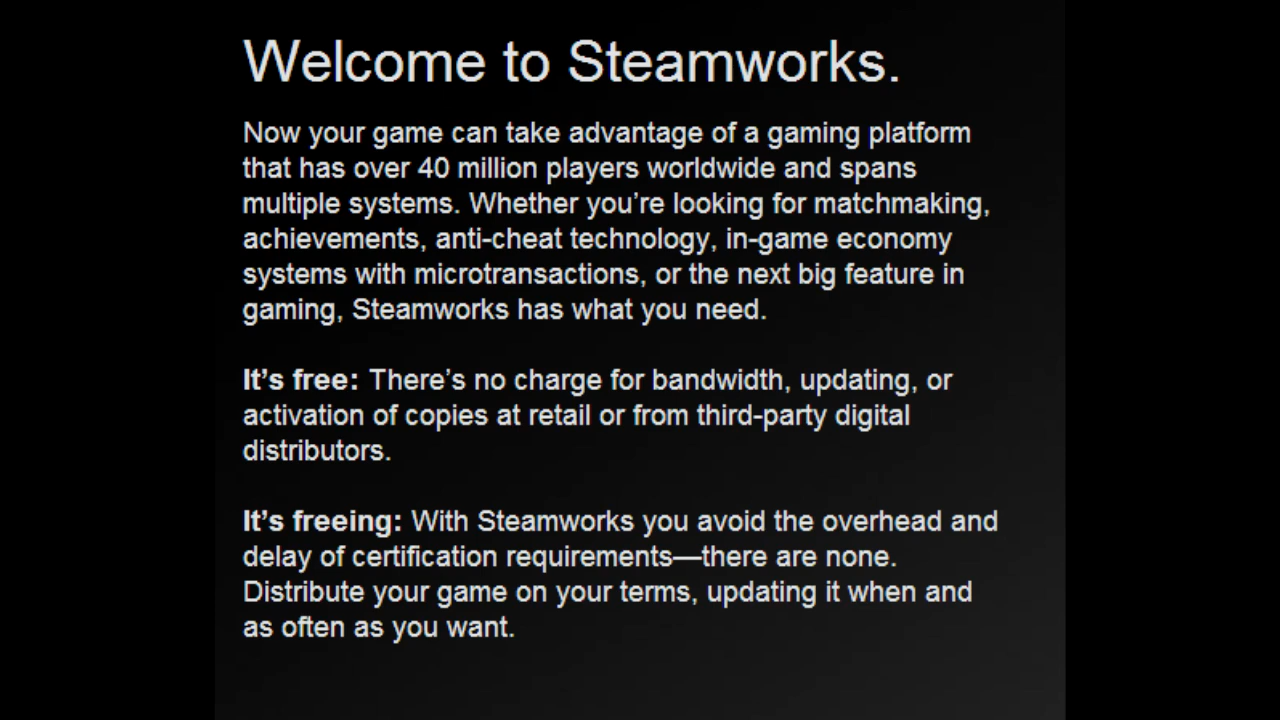 Welcome to Steamworks.
Now your game can take advantage of a gaming platform
that has over 40 million players worldwide and spans
multiple systems. Whether you’re looking for matchmaking,
achievements, anti-cheat technology, in-game economy
systems with microtransactions, or the next big feature in
gaming, Steamworks has what you need.
It’s free: There’s no charge for bandwidth, updating, or
activation of copies at retail or from third-party digital
distributors.
It’s freeing: With Steamworks you avoid the overhead and
delay of certification requirements—there are none.
Distribute your game on your terms, updating it when and
as often as you want.